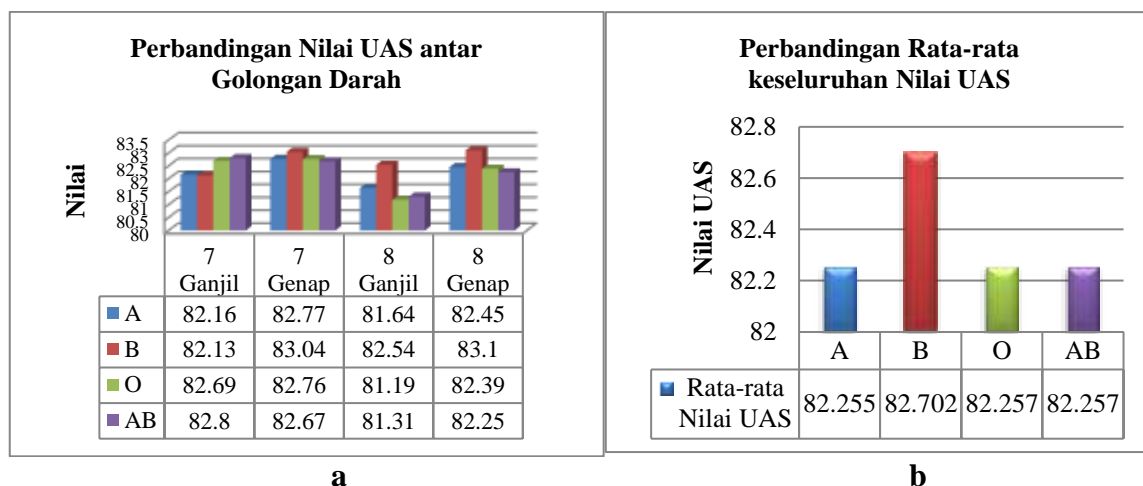 Perbandingan Nilai UAS antar
Golongan Darah
Nilai
83.5
83
82.5
82
81.5
81
80.5
80
7 7 8 8
Ganjil Genap Ganjil Genap
A 82.16 82.77 81.64 82.45
B 82.13 83.04 82.54 83.1
O 82.69 82.76 81.19 82.39
AB 82.8 82.67 81.31 82.25
a
Perbandingan Rata-rata
keseluruhan Nilai UAS
Nilai UAS
82.8
82.6
82.4
82.2
82
A B O AB
Rata-rata
Nilai UAS 82.255 82.702 82.257 82.257
b